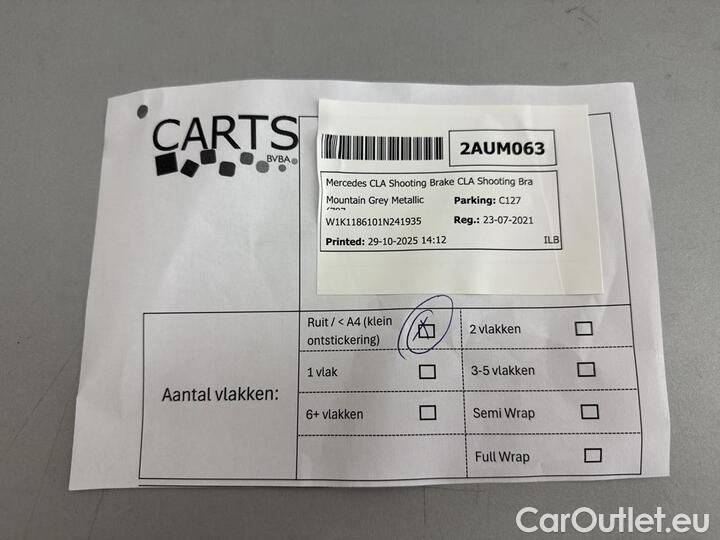 CARTS
BVBA
2AUM063
Mercedes CLA Shooting Brake CLA Shooting Bra
Mountain Grey Metallic Parking: C127
W1K1186101N241935 Reg.: 23-07-2021
Printed: 29-10-2025 14:12 ILB
Aantal vlakken:
Ruit / < A4 (klein
ontstickering) X
2 vlakken
1 vlak
3-5 vlakken
6+ vlakken
Semi Wrap
Full Wrap
CarOutlet.eu